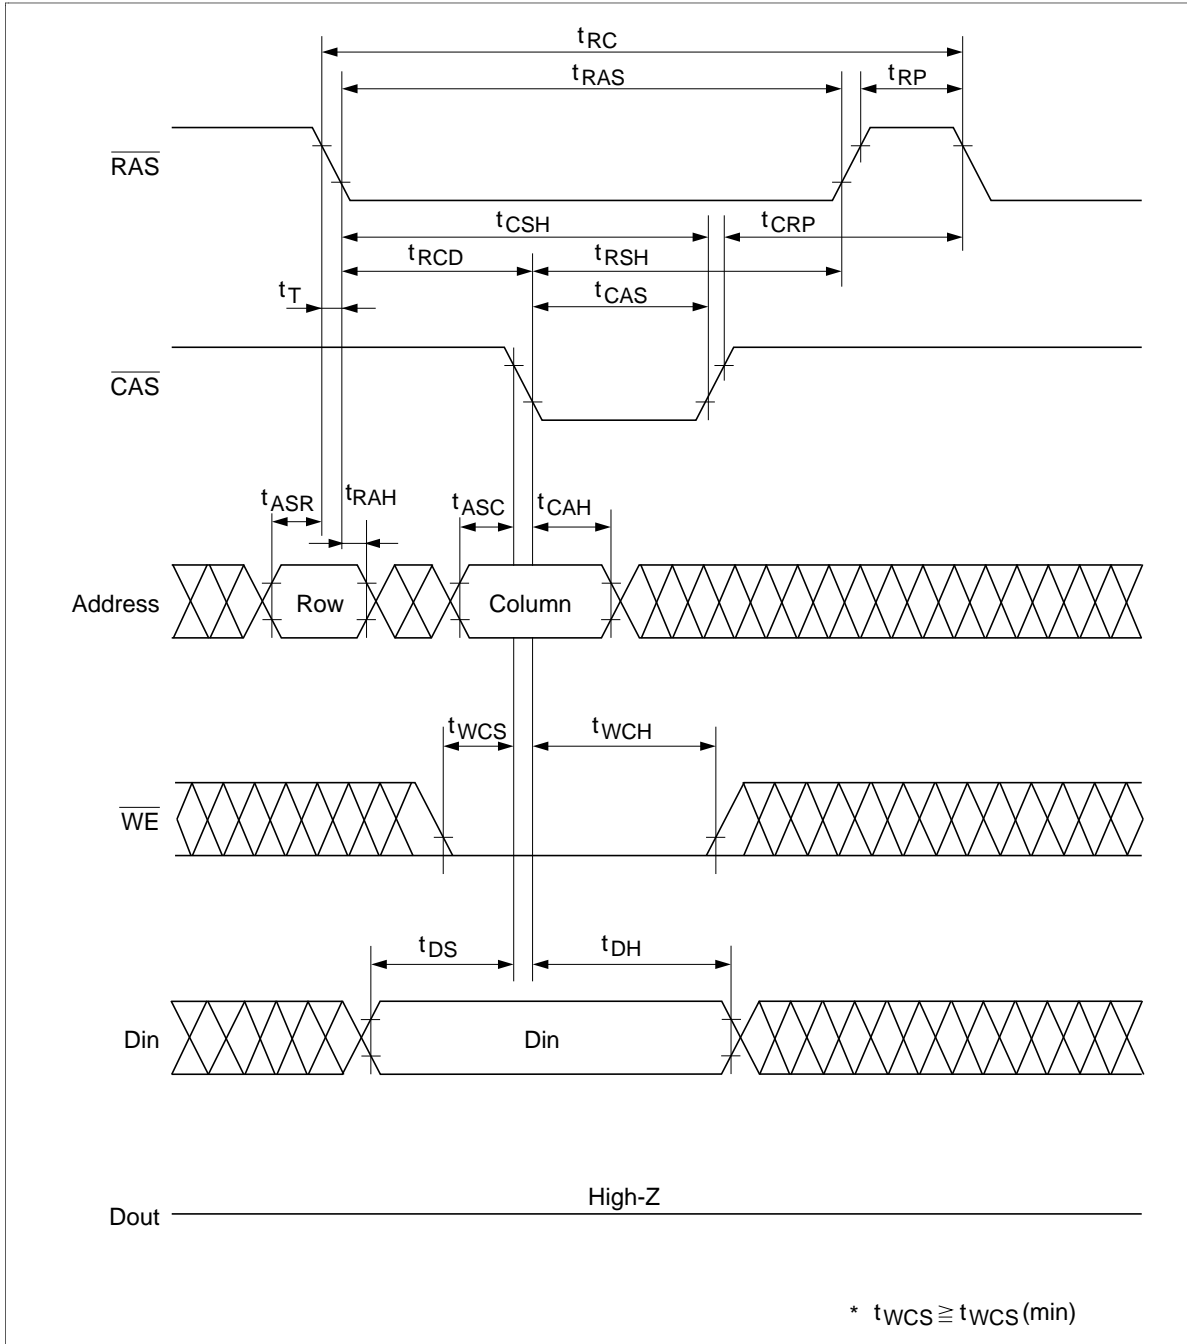 tRC
tRAS
tRP
RAS
tCSH
tCRP
tRCD
tRSH
tT
tCAS
CAS
tASR
tRAH
tASC
tCAH
Address
Row
Column
tWCS
tWCH
WE
tDS
tDH
Din
Din
High-Z
Dout
* tWCS ≧ tWCS (min)